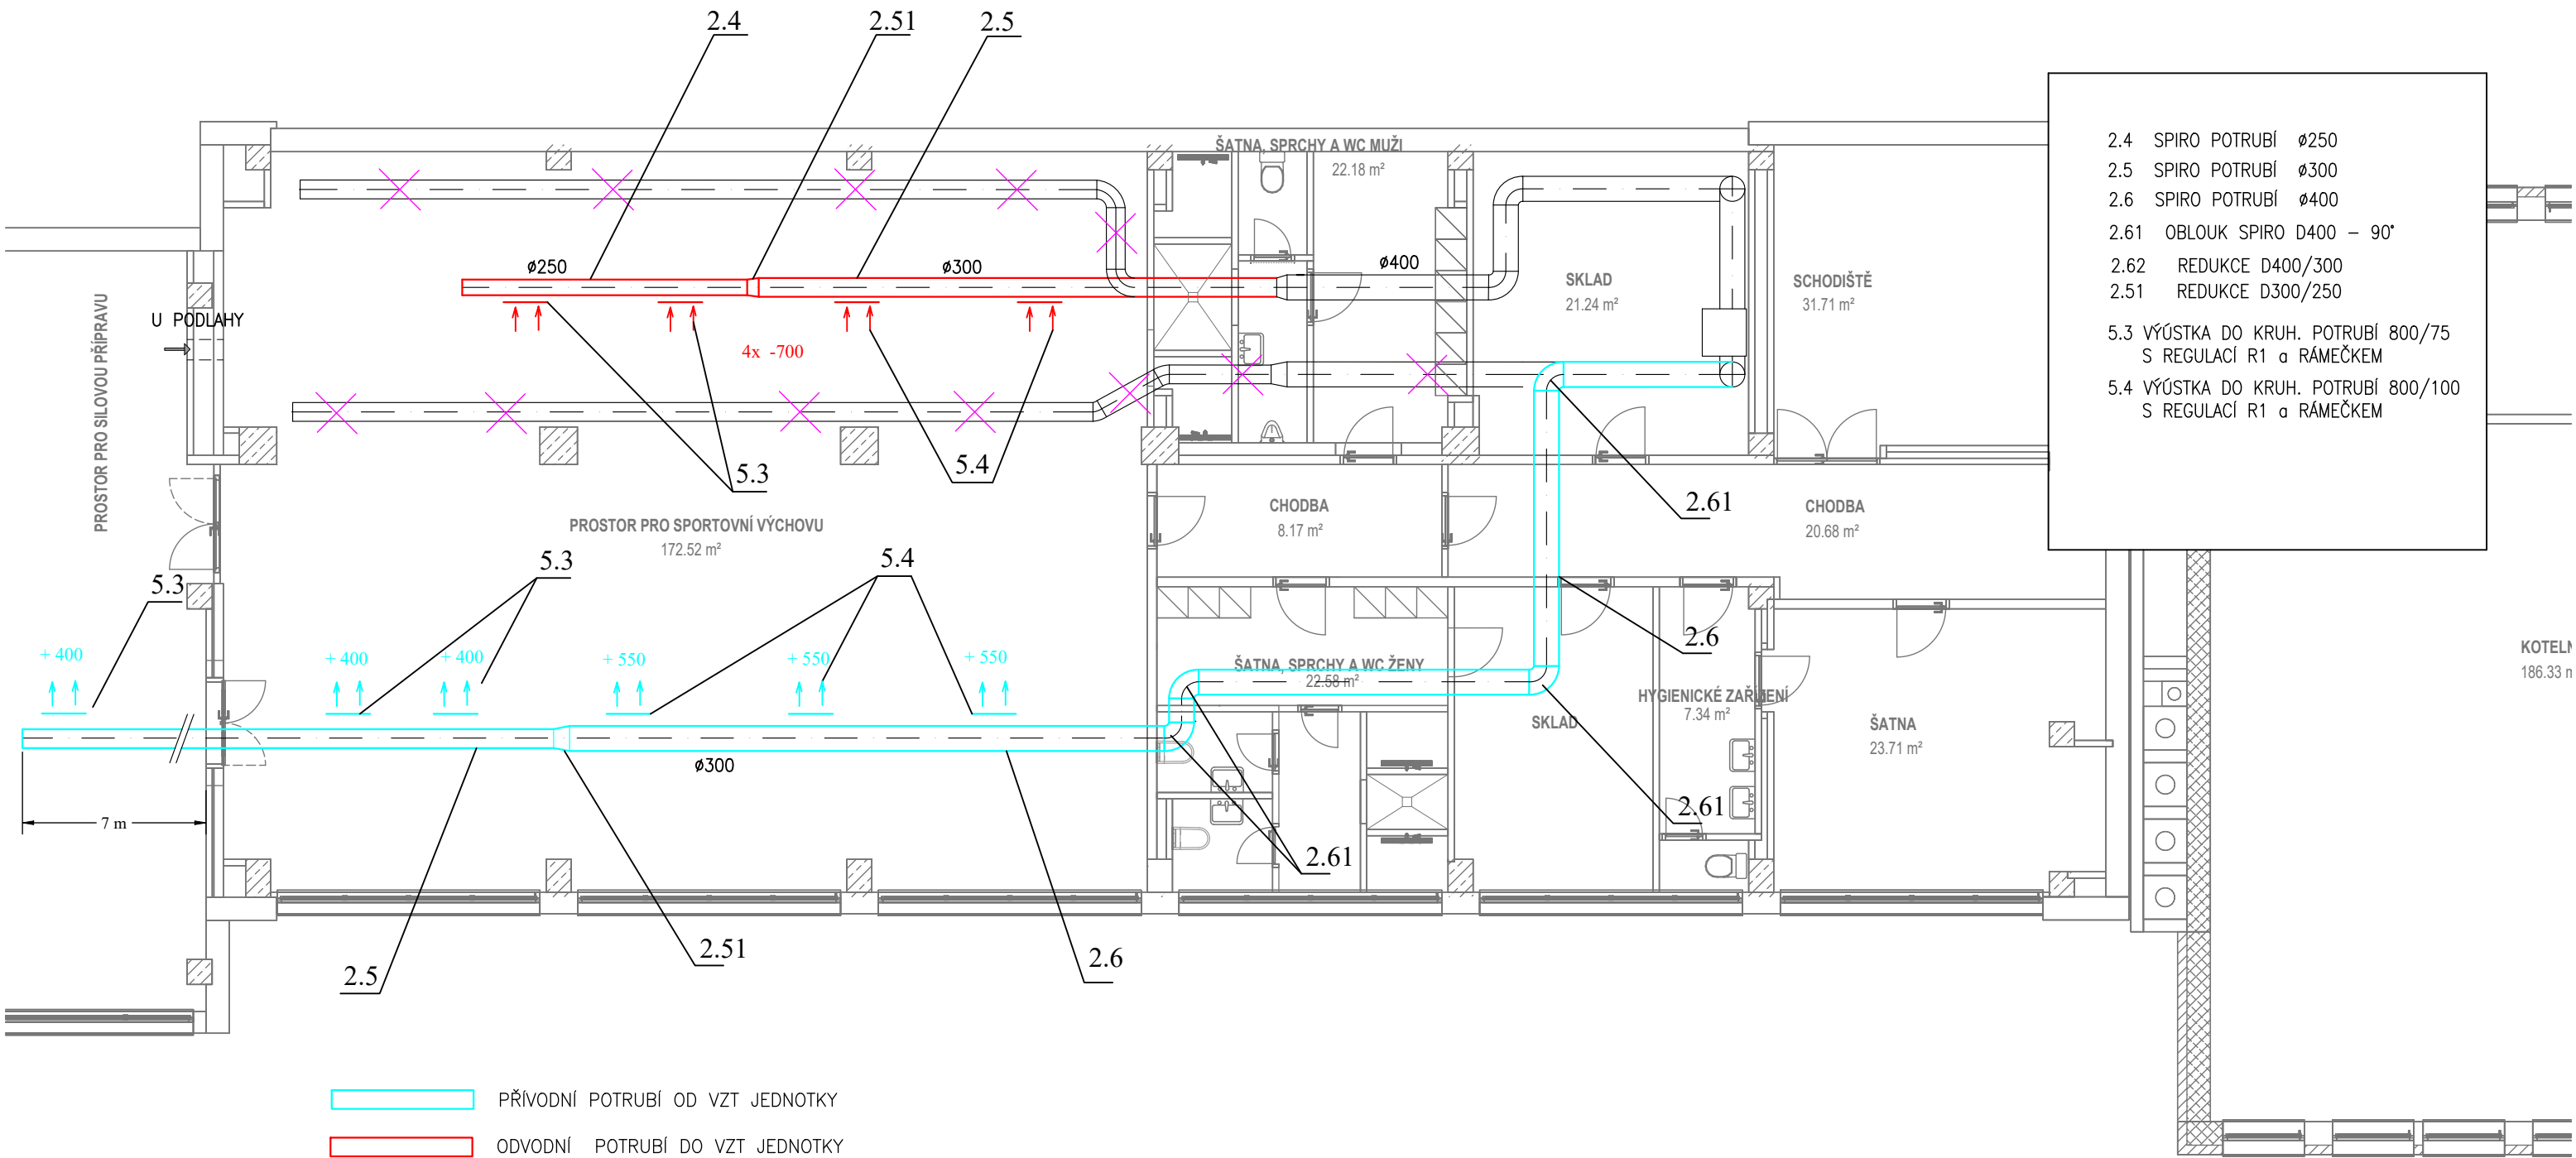 2.4
2.51
2.5
2.4 SPIRO POTRUBÍ ø250
2.5 SPIRO POTRUBÍ ø300
2.6 SPIRO POTRUBÍ ø400
2.61 OBLOUK SPIRO D400 – 90°
2.62 REDUKCE D400/300
2.51 REDUKCE D300/250
5.3 VÝÚSTKA DO KRUH. POTRUBÍ 800/75
S REGULACÍ R1 a RÁMEČKEM
5.4 VÝÚSTKA DO KRUH. POTRUBÍ 800/100
S REGULACÍ R1 a RÁMEČKEM
ŠATNA, SPRCHY A WC MUŽI
22.18 m²
ø250
ø300
ø400
SKLAD
21.24 m²
SCHODIŠTĚ
31.71 m²
PROSTOR PRO SILOVOU PŘÍPRAVU
U PODLAHY
4x -700
5.3
5.4
2.61
CHODBA
8.17 m²
CHODBA
20.68 m²
PROSTOR PRO SPORTOVNÍ VÝCHOVU
172.52 m²
5.3
5.3
5.4
2.6
+ 400
+ 400
+ 400
+ 550
+ 550
+ 550
ŠATNA, SPRCHY A WC ŽENY
22.58 m²
HYGIENICKÉ ZAŘÍZENÍ
7.34 m²
SKLAD
ŠATNA
23.71 m²
KOTELN
186.33 m
ø300
7 m
2.61
2.61
2.5
2.51
2.6
PŘÍVODNÍ POTRUBÍ OD VZT JEDNOTKY
ODVODNÍ POTRUBÍ DO VZT JEDNOTKY